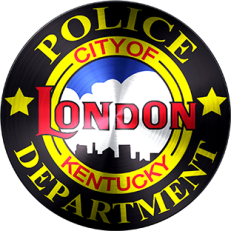 POLICE
CITY OF
LONDON
KENTUCKY
DEPARTMENT